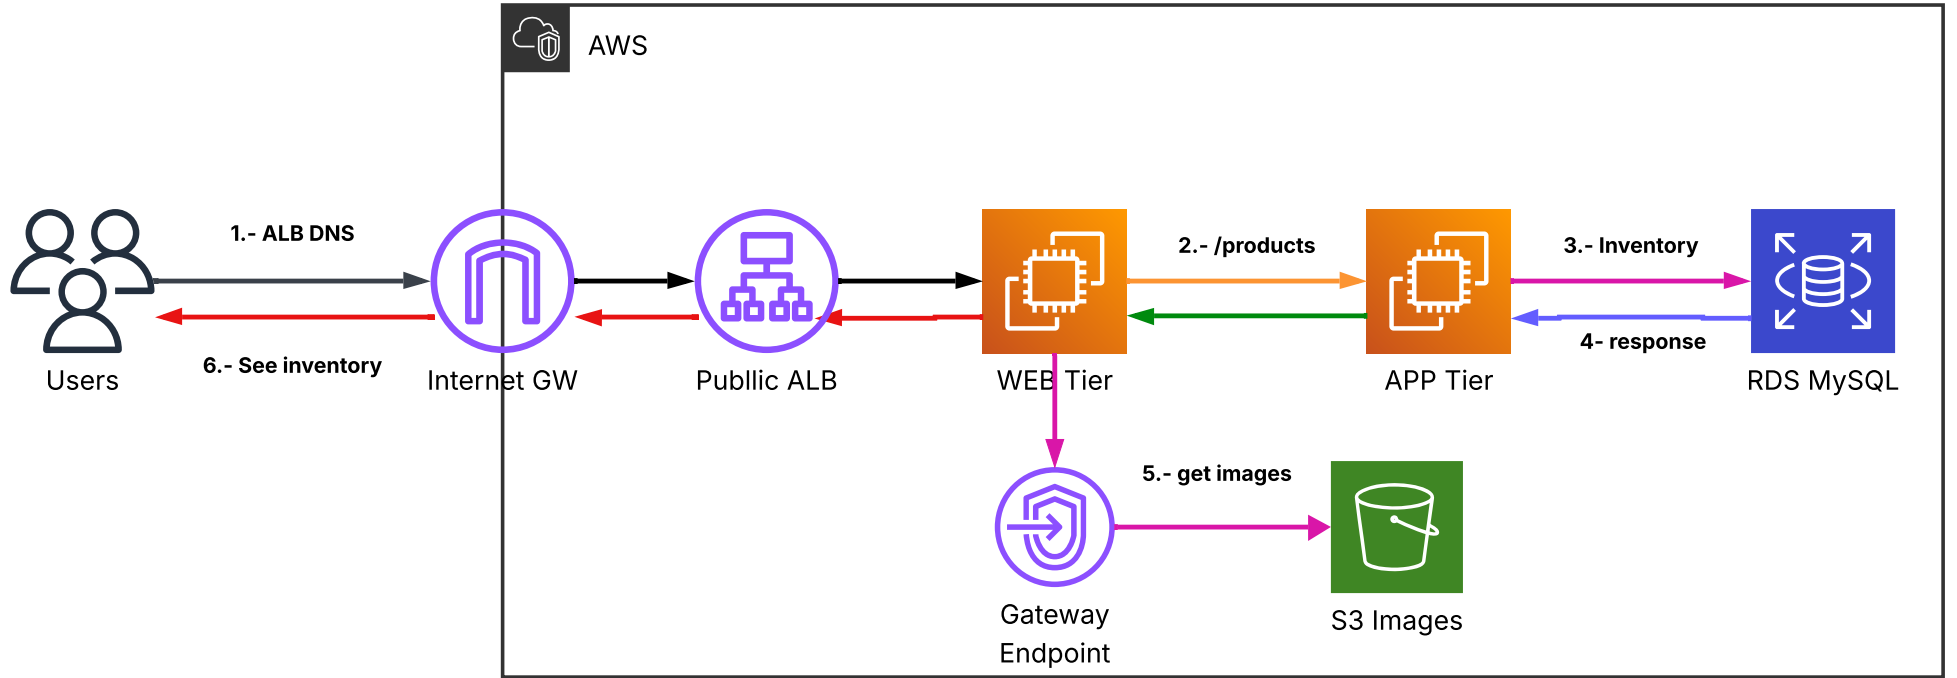 AWS
1.- ALB DNS
2.- /products
3.- Inventory
4- response
6.- See inventory
Users
Internet GW
Publlic ALB
WEB Tier
APP Tier
RDS MySQL
5.- get images
Gateway
Endpoint
S3 Images